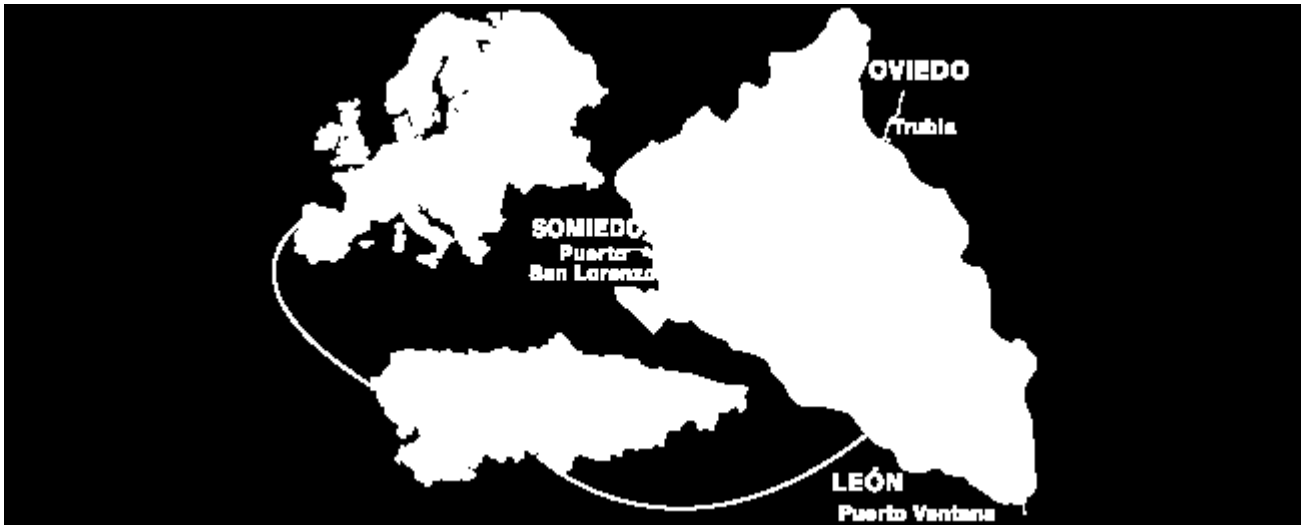 OVIEDO
Trubia
SOMIEDO
Puerto
San Lorenzo
LEÓN
Puerto Ventana